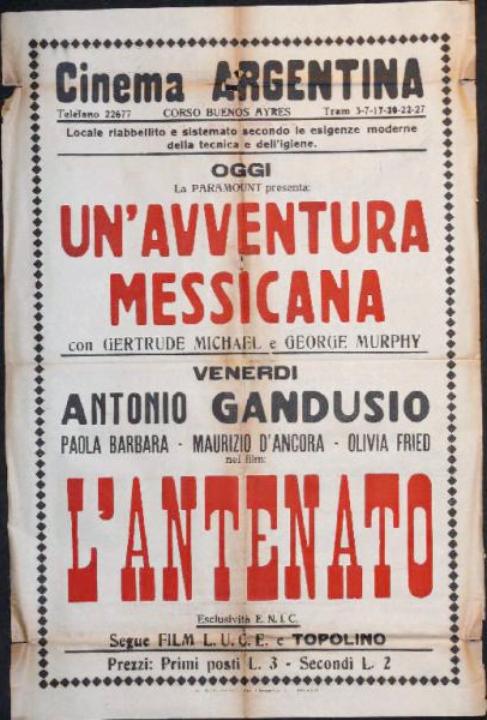 Cinema ARGENTINA
Telefano 22677 CORSO BUENOS AYRES Tram 3-7-17-20-22-27
Locale riabbellito e sistemato secondo le esigenze moderne
della tecnica e dell'igiene.
OGGI
La PARAMOUNT presenta:
UN'AVVENTURA
MESSICANA
con GERTRUDE MICHAEL e GEORGE MURPHY
VENERDI
ANTONIO GANDUSIO
PAOLA BARBARA - MAURIZIO D'ANCORA - OLIVIA FRIED
nel film:
L'ANTENATO
Esclusività E. N. I. C.
Segue FILM L. U. C. E. e TOPOLINO
Prezzi: Primi posti L. 3 - Secondi L. 2